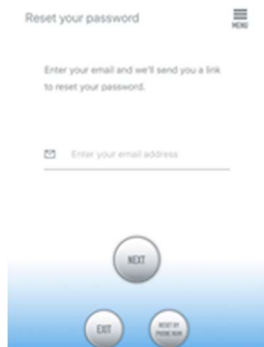 Reset your password
MENU
Enter your email and we'll send you a link
to reset your password.
Enter your email address
NEXT
EXIT
RESET BY
PHONE NUM